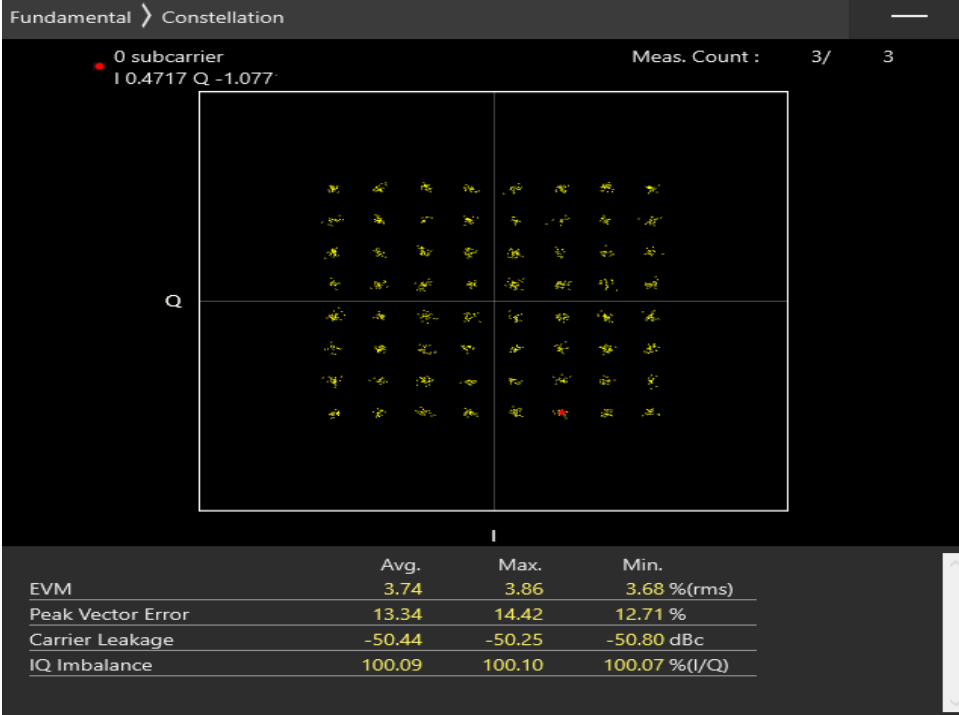 Fundamental 〉 Constellation
0 subcarrier
I 0.4717 Q -1.077
Meas. Count : 3/ 3
Q
I
Avg. Max. Min.
EVM 3.74 3.86 3.68 %(rms)
Peak Vector Error 13.34 14.42 12.71 %
Carrier Leakage -50.44 -50.25 -50.80 dBc
IQ Imbalance 100.09 100.10 100.07 %(I/Q)